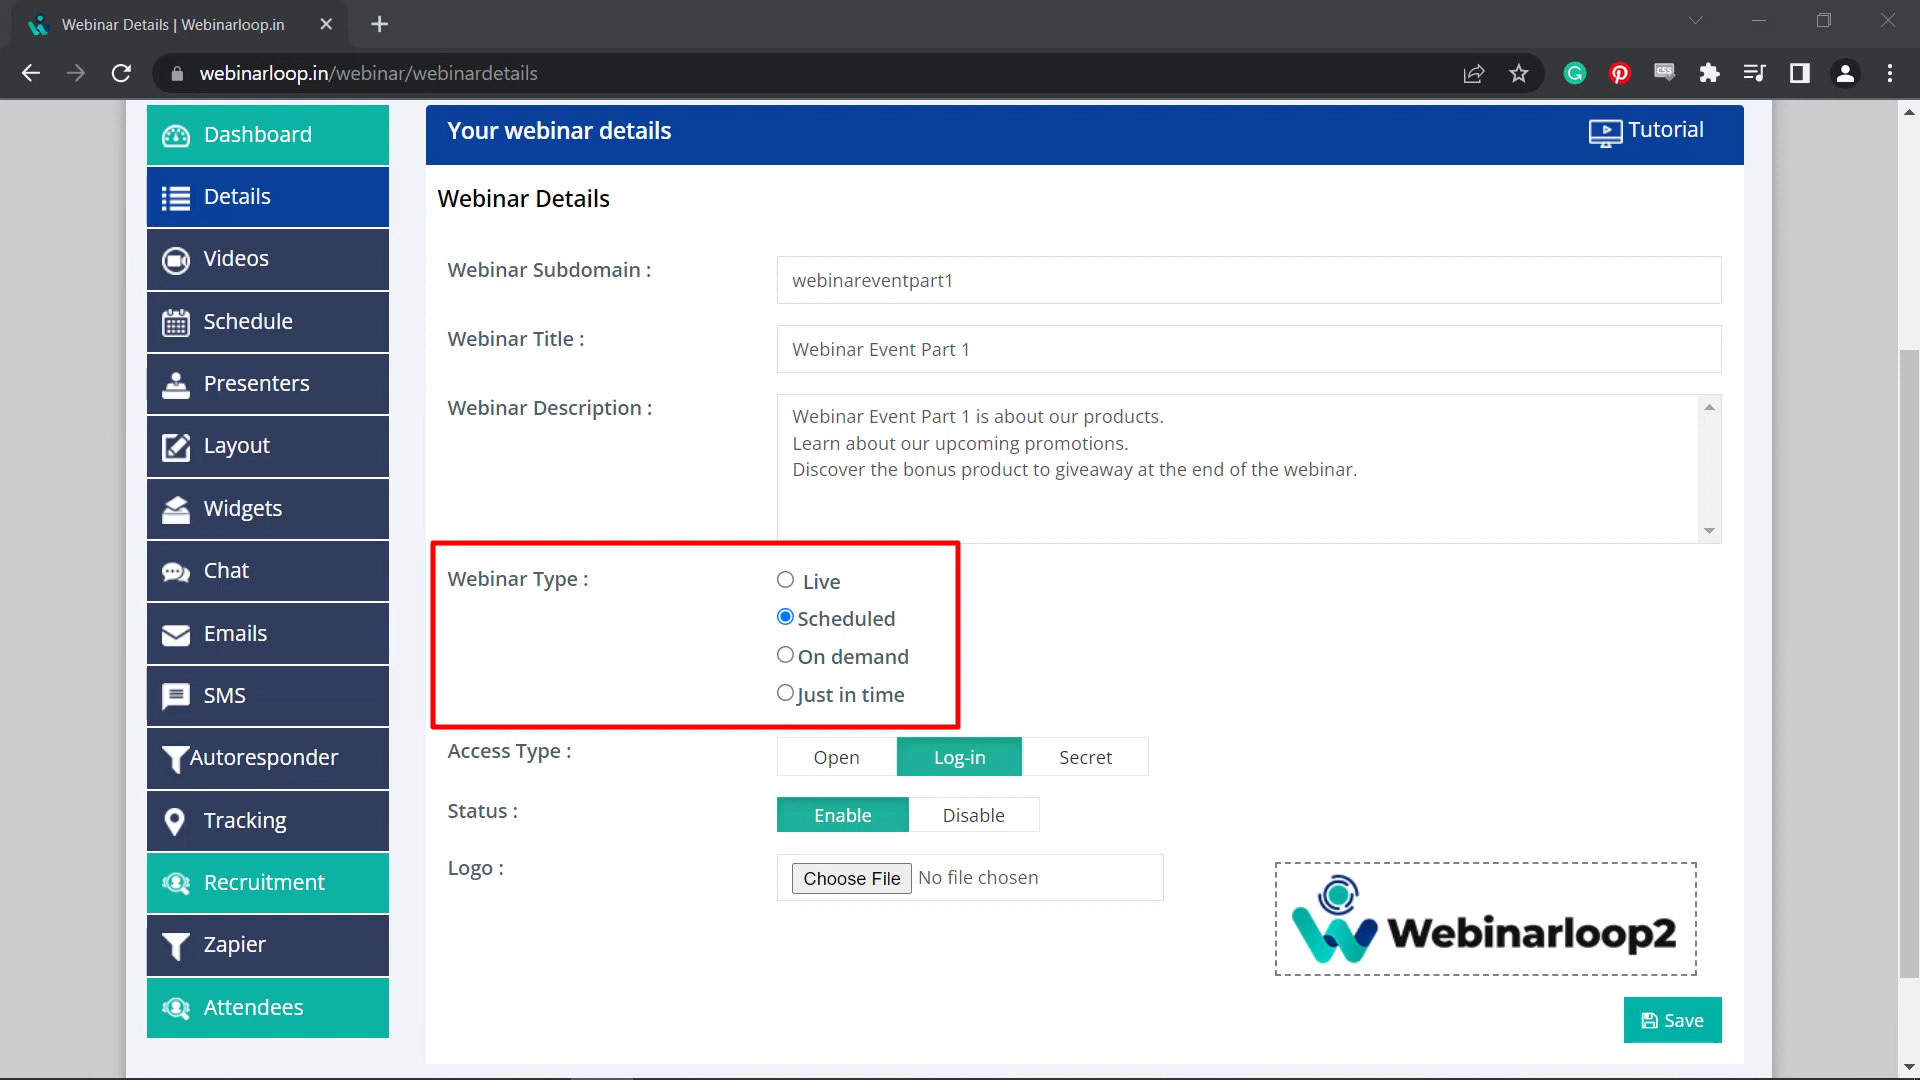 Webinar Details | Webinarloop.in
webinarloop.in/webinar/webinardetails
CSS
Dashboard
Details
Videos
Schedule
Presenters
Layout
Widgets
Chat
Emails
SMS
Autoresponder
Tracking
Recruitment
Zapier
Attendees
Your webinar details
Tutorial
Webinar Details
Webinar Subdomain :
webinareventpart1
Webinar Title :
Webinar Event Part 1
Webinar Description :
Webinar Event Part 1 is about our products.
Learn about our upcoming promotions.
Discover the bonus product to giveaway at the end of the webinar.
Webinar Type :
Live
Scheduled
On demand
Just in time
Access Type :
Open Log-in Secret
Status :
Enable Disable
Logo :
Choose File No file chosen
Webinarloop2
Save